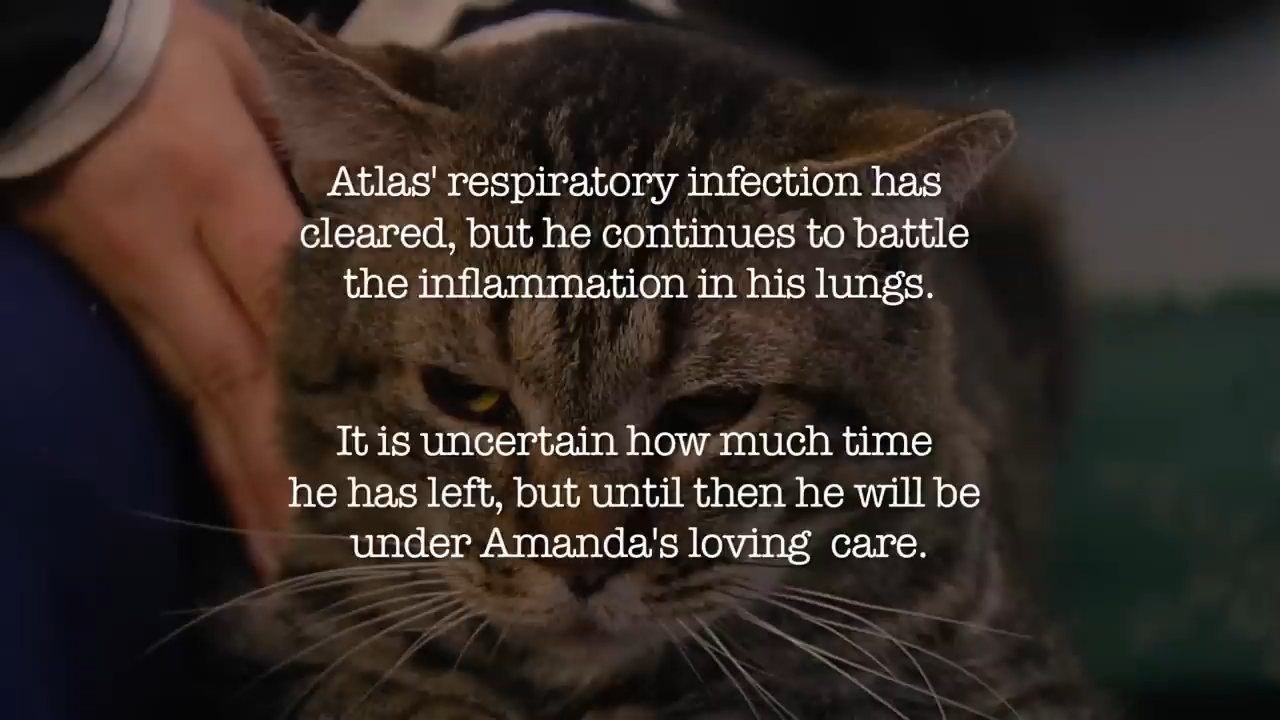 Atlas' respiratory infection has
cleared, but he continues to battle
the inflammation in his lungs.
It is uncertain how much time
he has left, but until then he will be
under Amanda's loving  care.